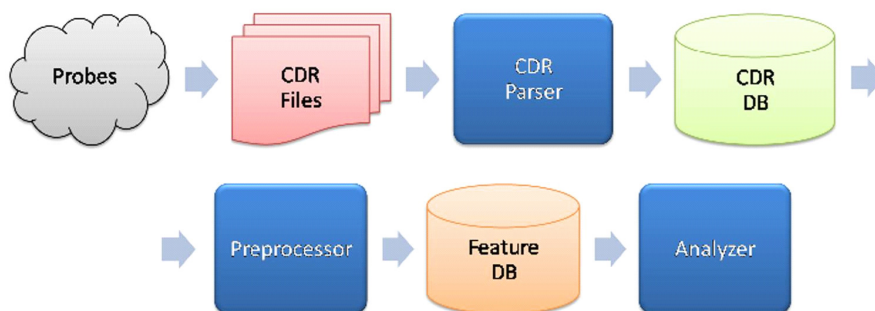 Probes
CDR
Files
CDR
Parser
CDR
DB
Preprocessor
Feature
DB
Analyzer